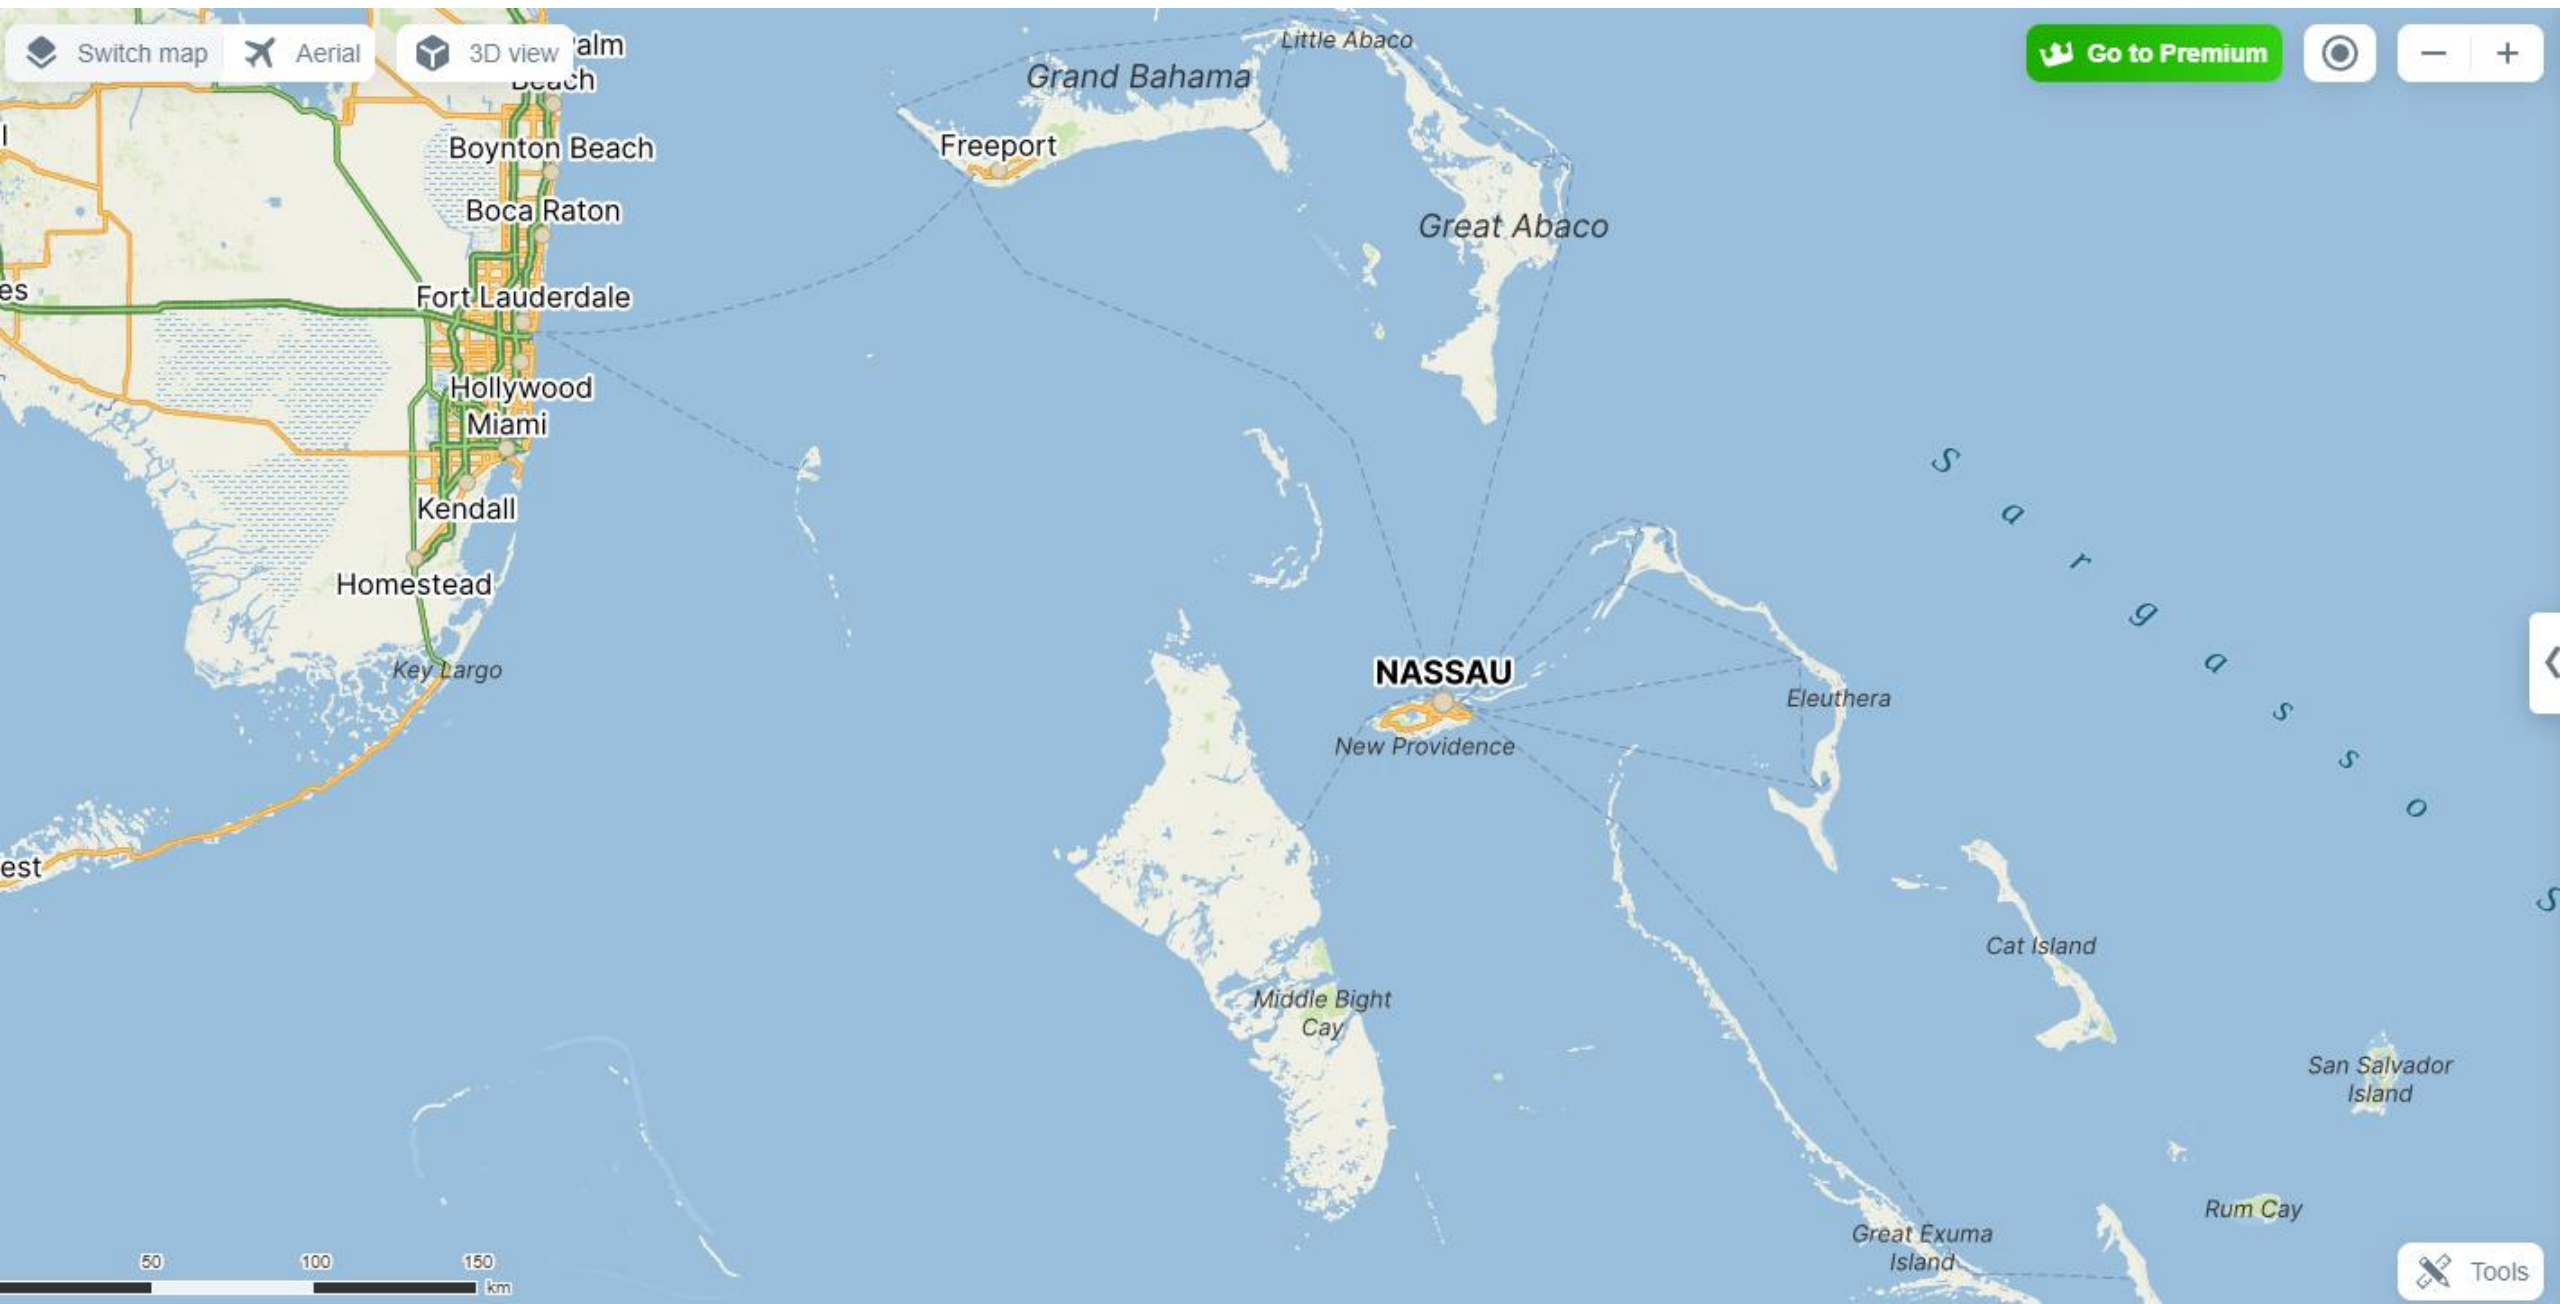 Switch map
Aerial
3D view
Go to Premium
Little Abaco
Grand Bahama
Beach
Freeport
Boynton Beach
Boca Raton
Great Abaco
Fort Lauderdale
Hollywood
Miami
Kendall
Homestead
Key Largo
NASSAU
New Providence
Eleuthera
Sargasso S
Cat Island
Middle Bight
Cay
San Salvador
Island
Rum Cay
Great Exuma
Island
50 100 150
km
Tools